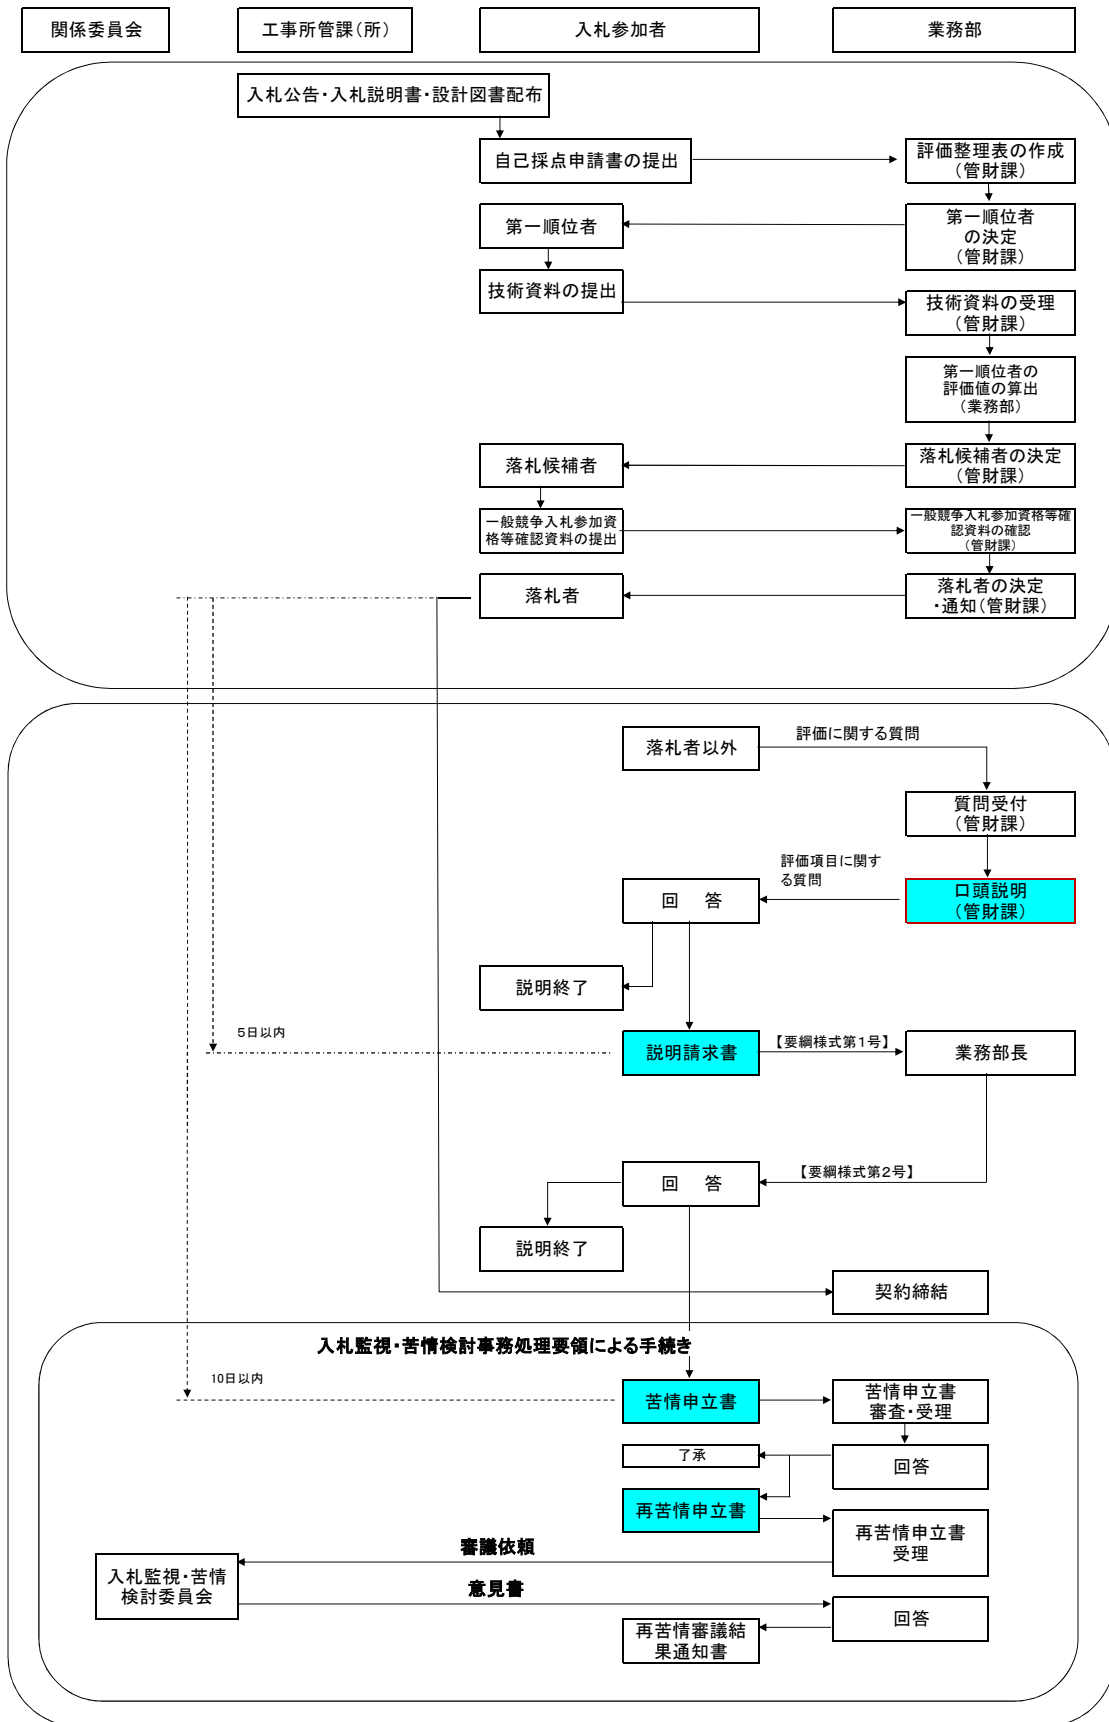 関係委員会
工事所管課(所)
入札参加者
業務部
入札公告・入札説明書・設計図書配布
自己採点申請書の提出
評価整理表の作成
(管財課)
第一順位者
第一順位者
の決定
(管財課)
技術資料の提出
技術資料の受理
(管財課)
第一順位者の
評価値の算出
(業務部)
落札候補者
落札候補者の決定
(管財課)
一般競争入札参加資
格等確認資料の提出
一般競争入札参加資格等確
認資料の確認
(管財課)
落札者
落札者の決定
・通知(管財課)
落札者以外
評価に関する質問
質問受付
(管財課)
評価項目に関す
る質問
回　答
口頭説明
(管財課)
説明終了
5日以内
説明請求書
【要綱様式第1号】
業務部長
回　答
【要綱様式第2号】
説明終了
契約締結
入札監視・苦情検討事務処理要領による手続き
10日以内
苦情申立書
苦情申立書
審査・受理
了承
回答
再苦情申立書
再苦情申立書
受理
審議依頼
入札監視・苦情
検討委員会
意見書
回答
再苦情審議結
果通知書